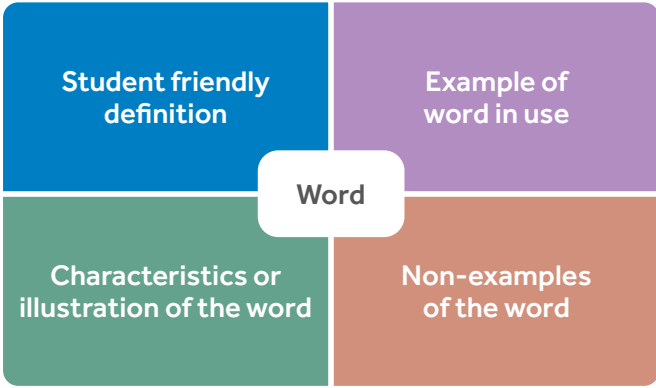 Student friendly
definition
Example of
word in use
Word
Characteristics or
illustration of the word
Non-examples
of the word